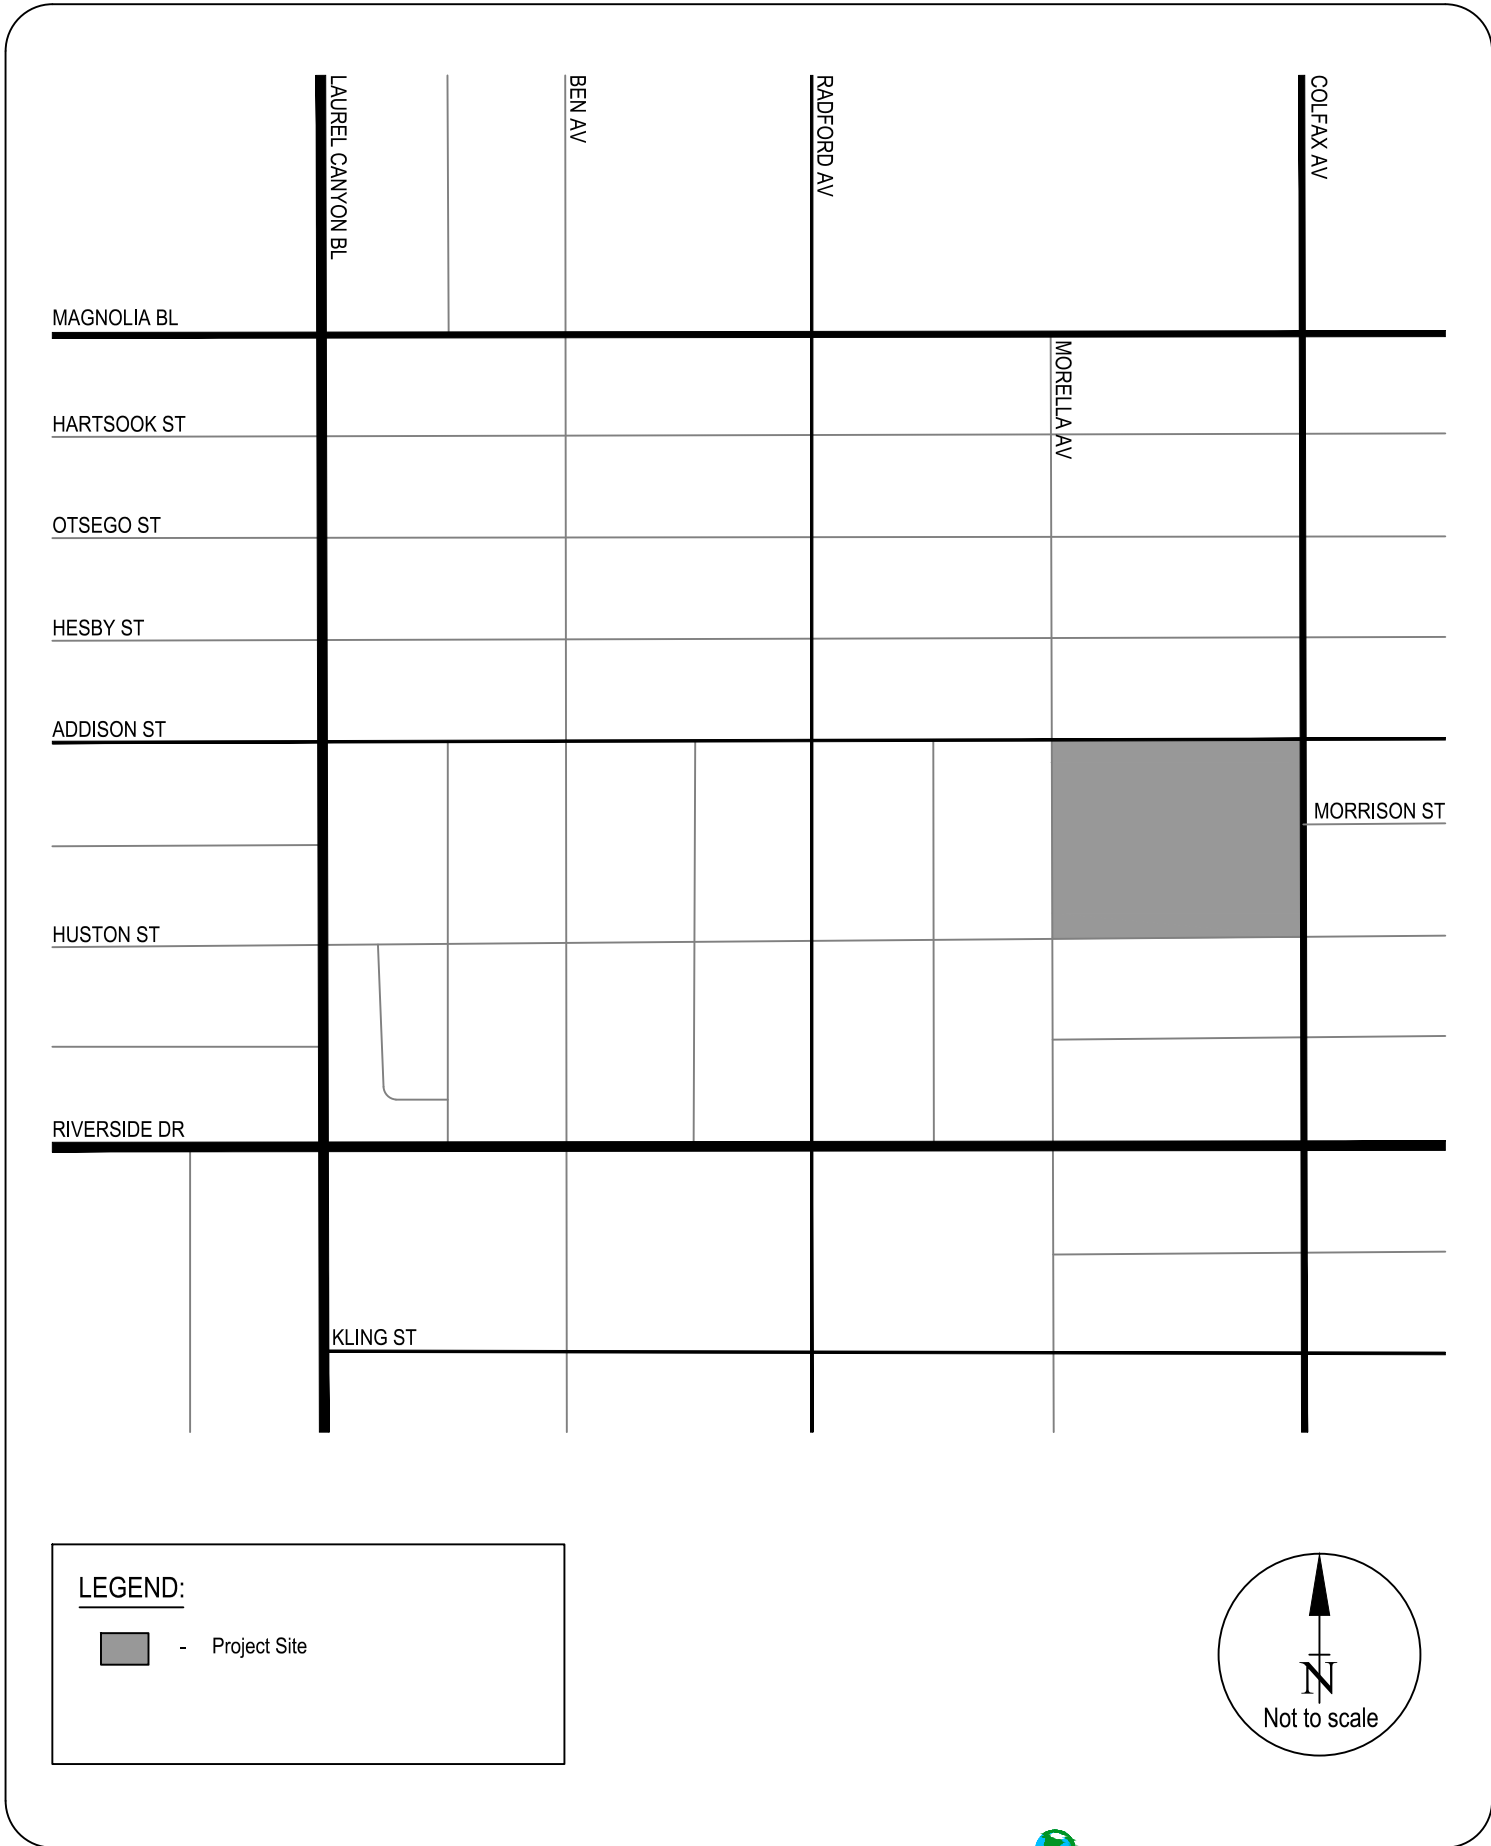 LAUREL CANYON BL
BEN AV
RADFORD AV
COLFAX AV
MAGNOLIA BL
MORELLA AV
HARTSOOK ST
OTSEGO ST
HESBY ST
ADDISON ST
MORRISON ST
HUSTON ST
RIVERSIDE DR
KLING ST
LEGEND:
- Project Site
N
Not to scale